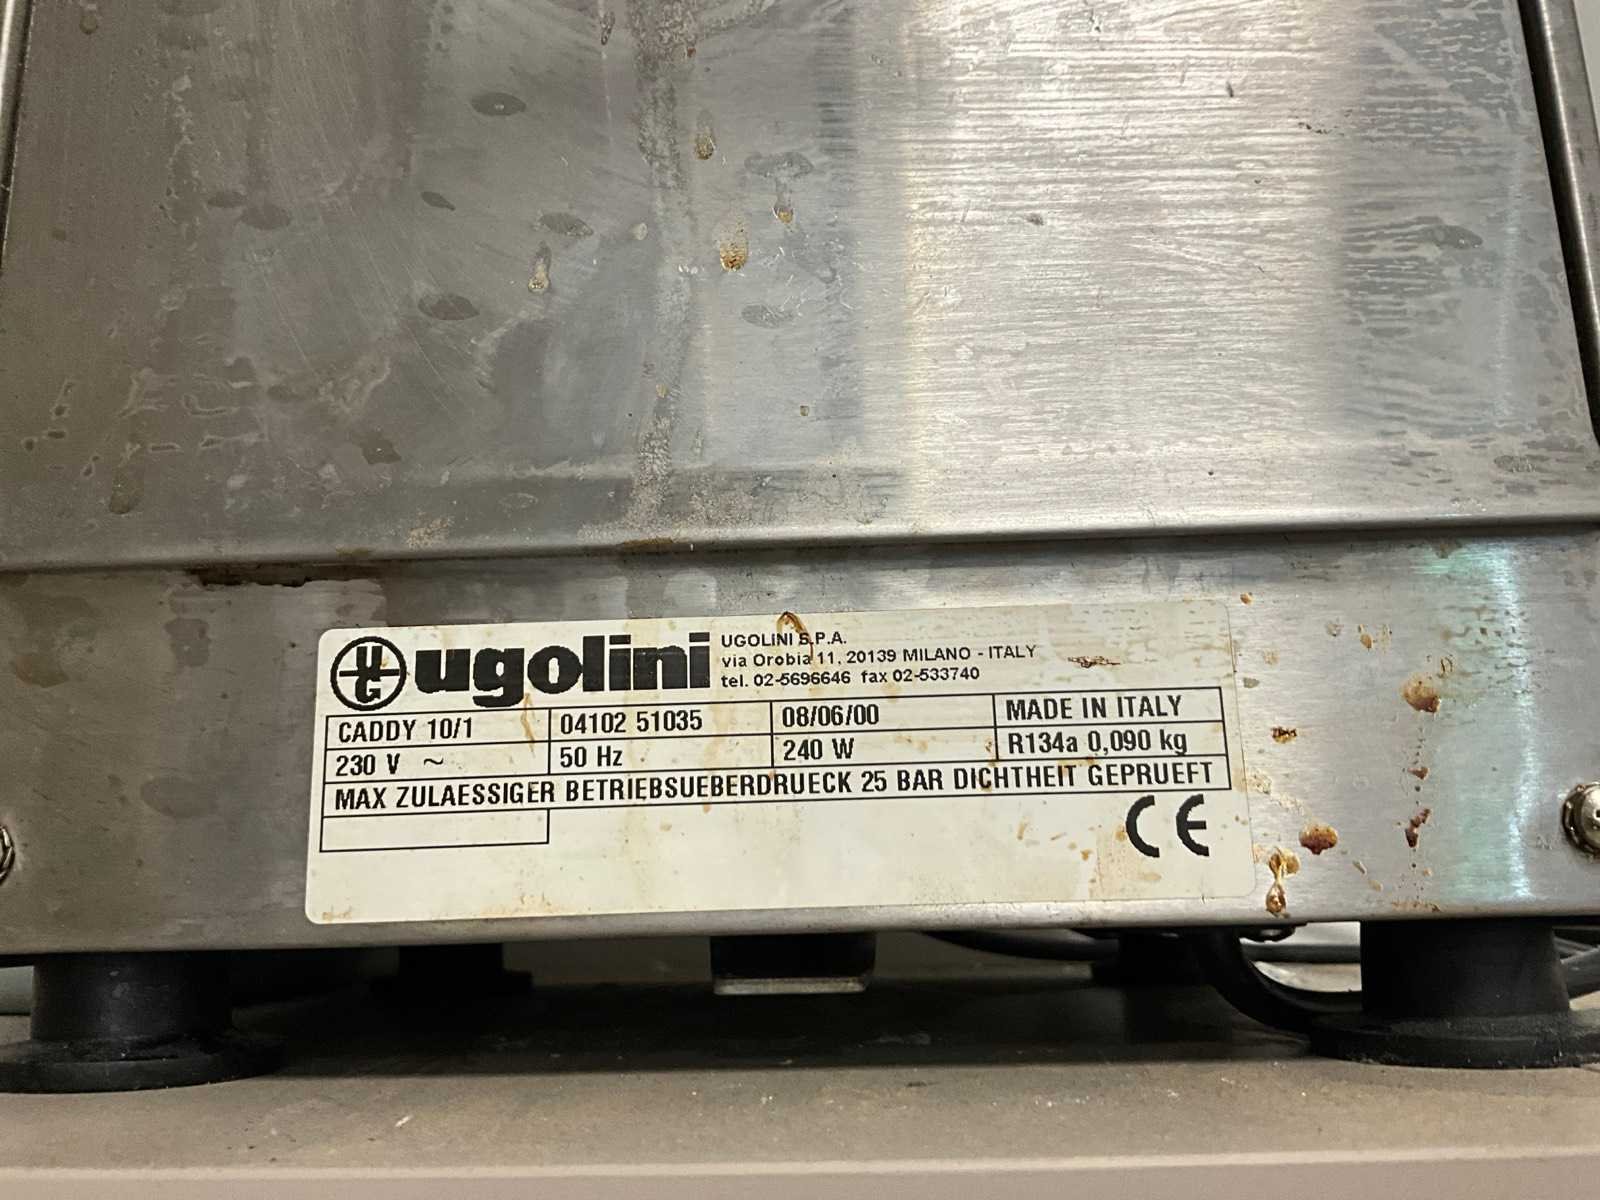 UG ugolini
UGOLINI S.P.A.
via Orobia 11, 20139 MILANO - ITALY
tel. 02-5696646 fax 02-533740
CADDY 10/1 04102 51035 08/06/00 MADE IN ITALY
230 V ~ 50 Hz 240 W R134a 0,090 kg
MAX ZULAESSIGER BETRIEBSUEBERDRUECK 25 BAR DICHTHEIT GEPRUEFT
CE